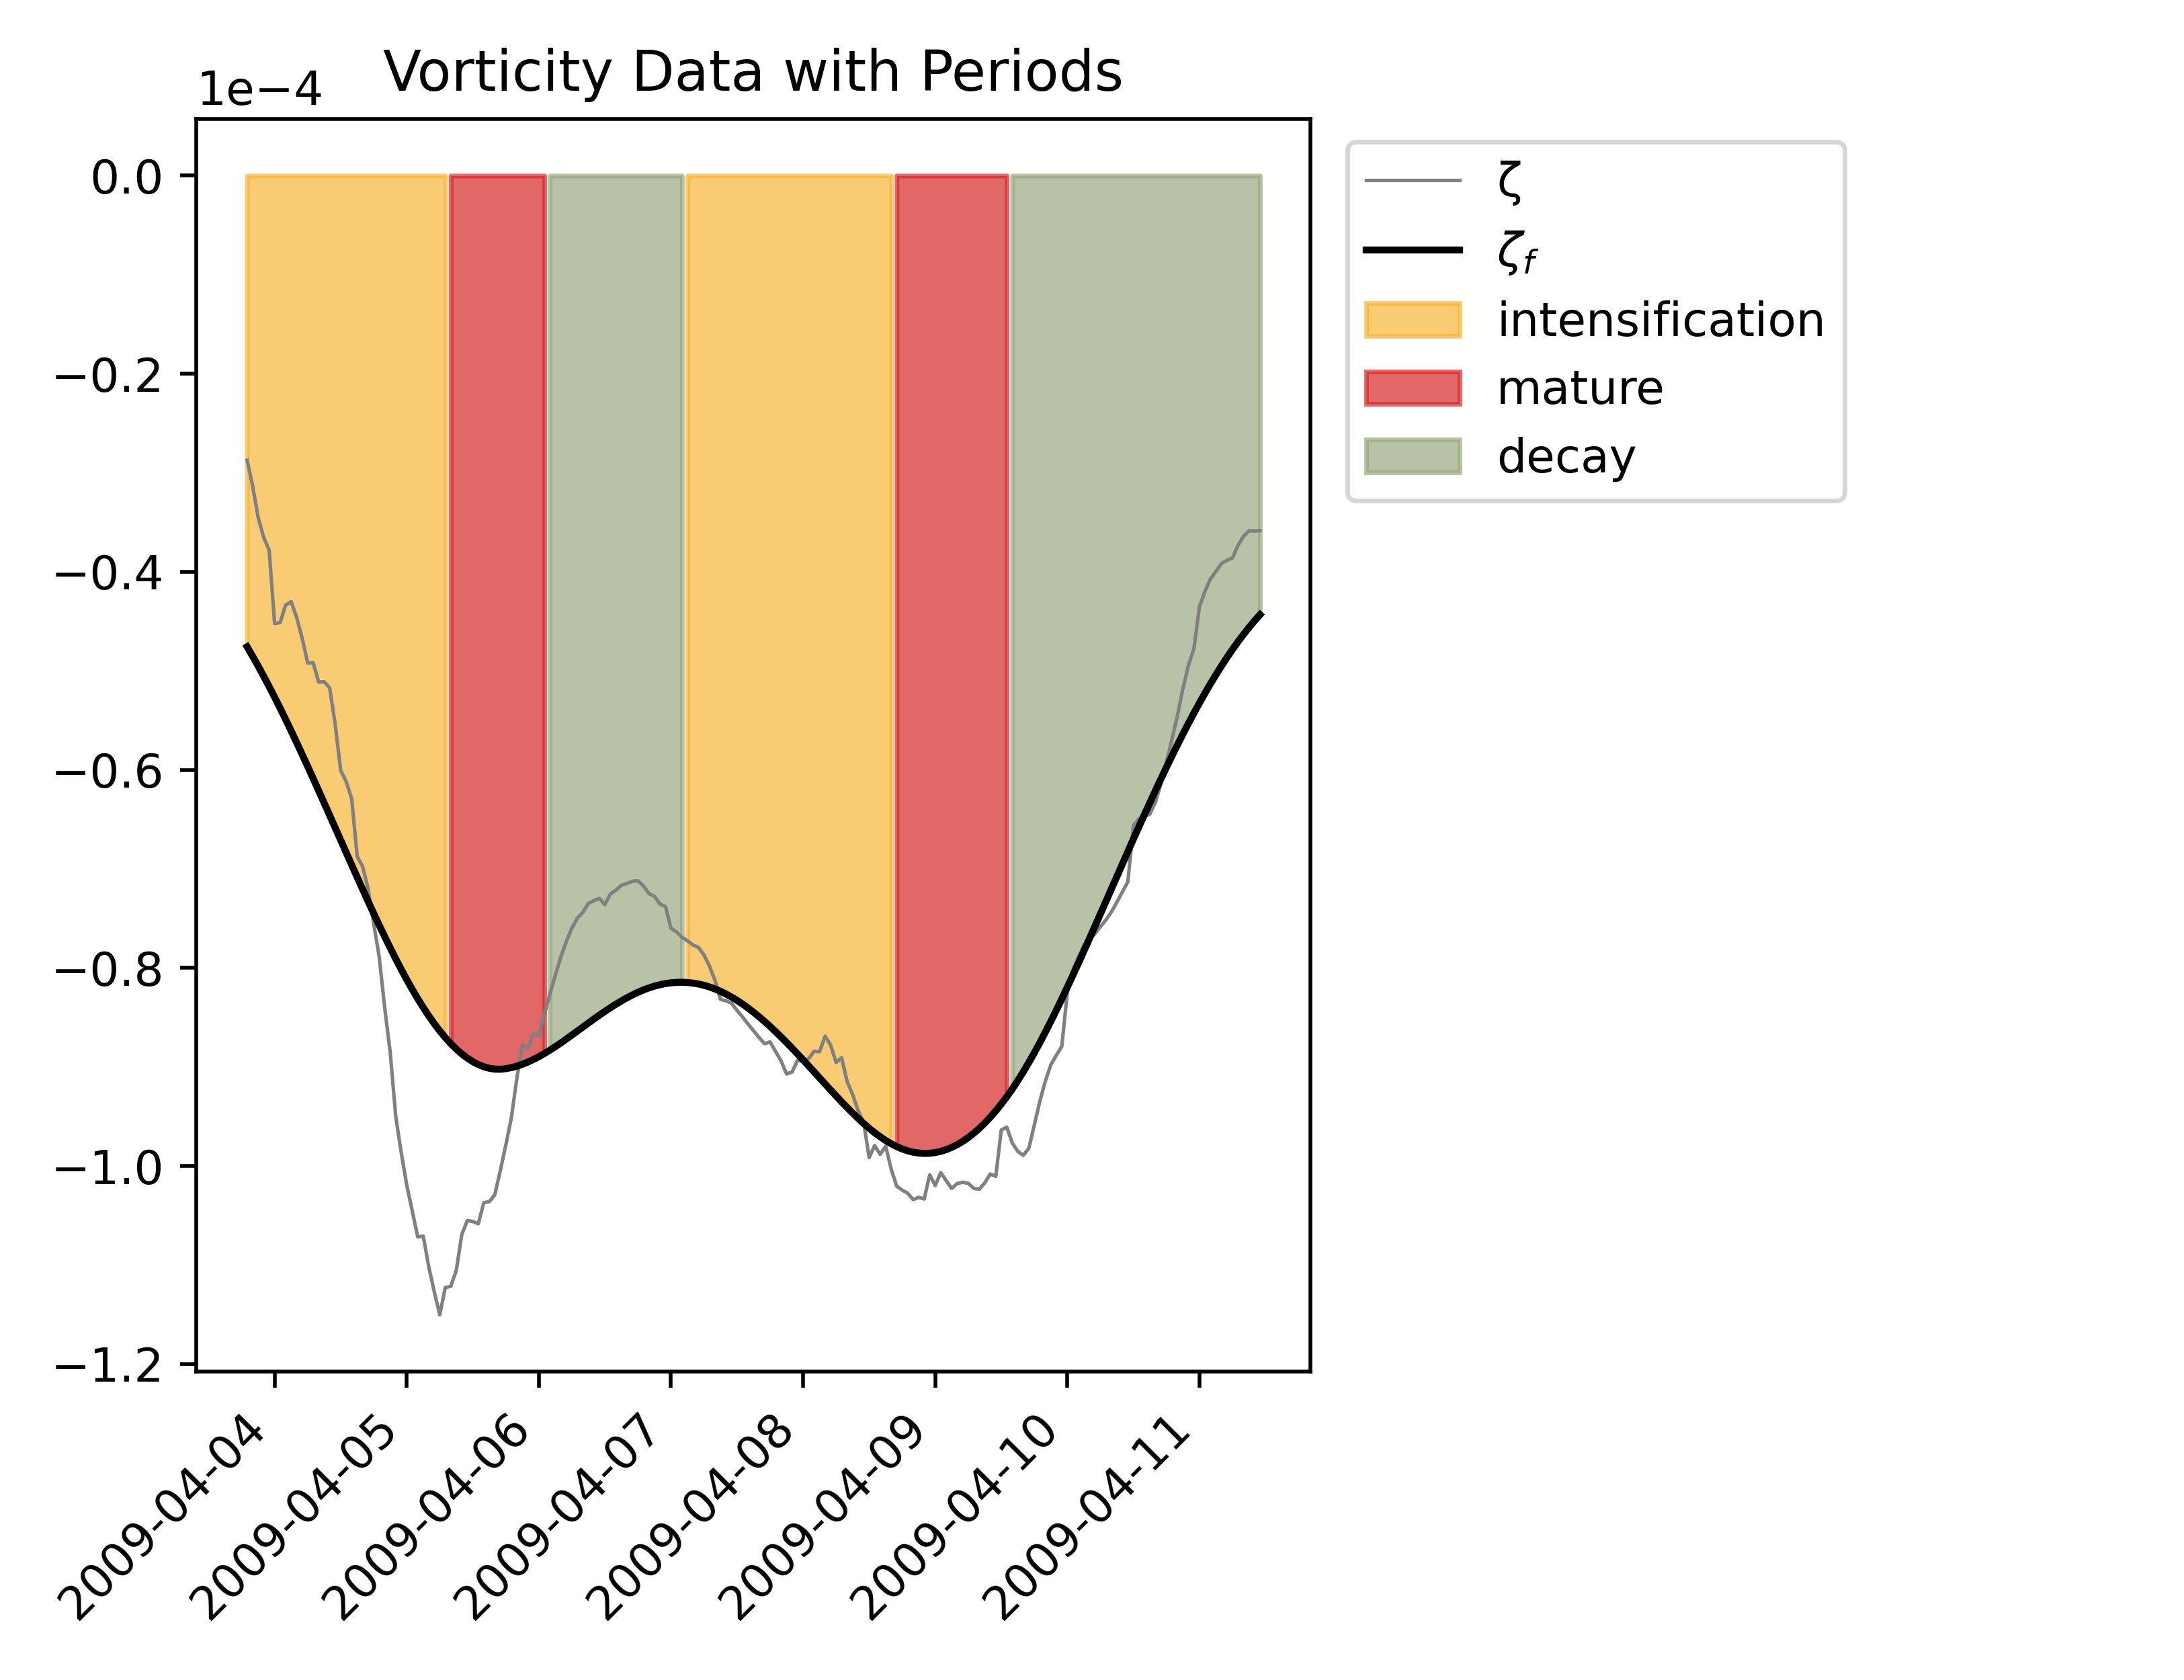 Vorticity Data with Periods
1e−4
0.0
−0.2
−0.4
−0.6
−0.8
−1.0
−1.2
2009-04-04
2009-04-05
2009-04-06
2009-04-07
2009-04-08
2009-04-09
2009-04-10
2009-04-11
ζ
ζf
intensification
mature
decay